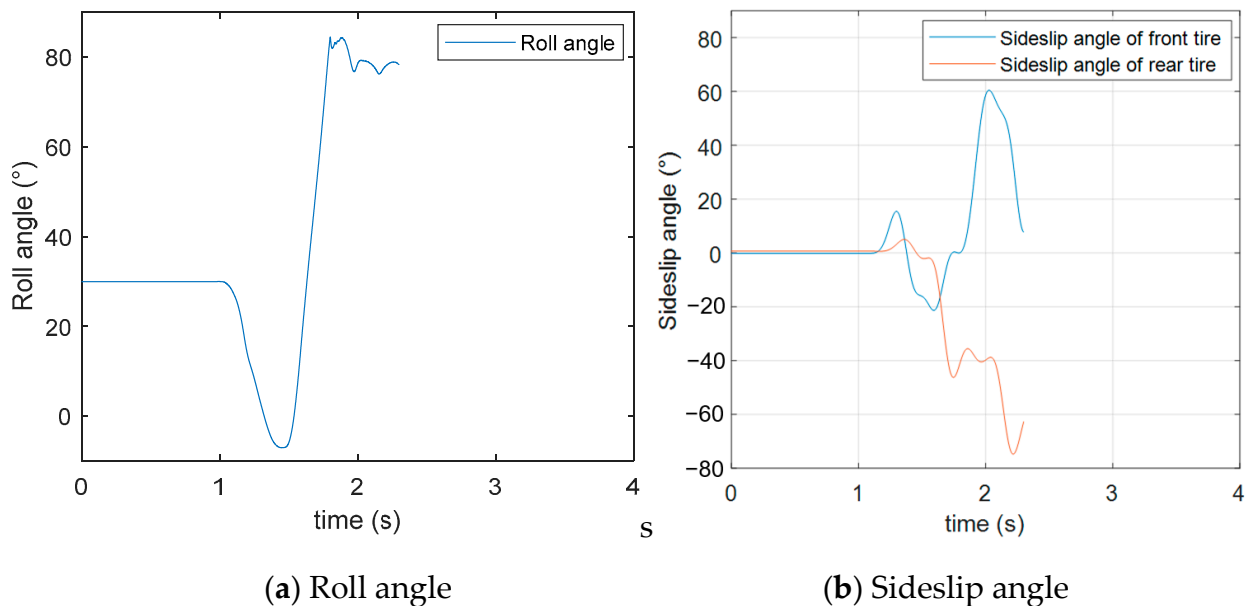 Roll angle
80
60
40
20
0
Roll angle (°)
0
1
2
3
4
time (s)
s
(a) Roll angle
Sideslip angle of front tire
Sideslip angle of rear tire
80
60
40
20
0
−20
−40
−60
−80
Sideslip angle (°)
0
1
2
3
4
time (s)
(b) Sideslip angle